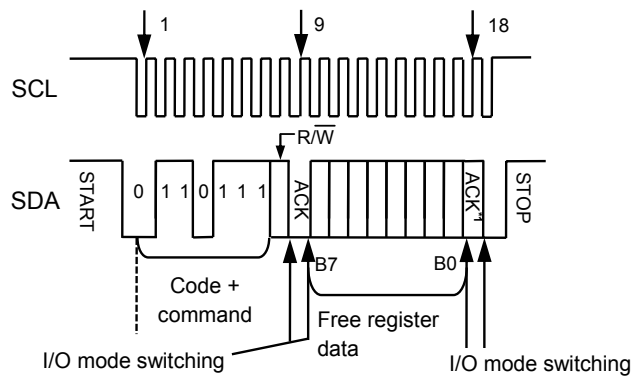 1 9 18
SCL
R/W
SDA
START 0 1 1 0 1 1 1 ACK ACK*1 STOP
B7 B0
Code +
command
Free register
data
I/O mode switching I/O mode switching